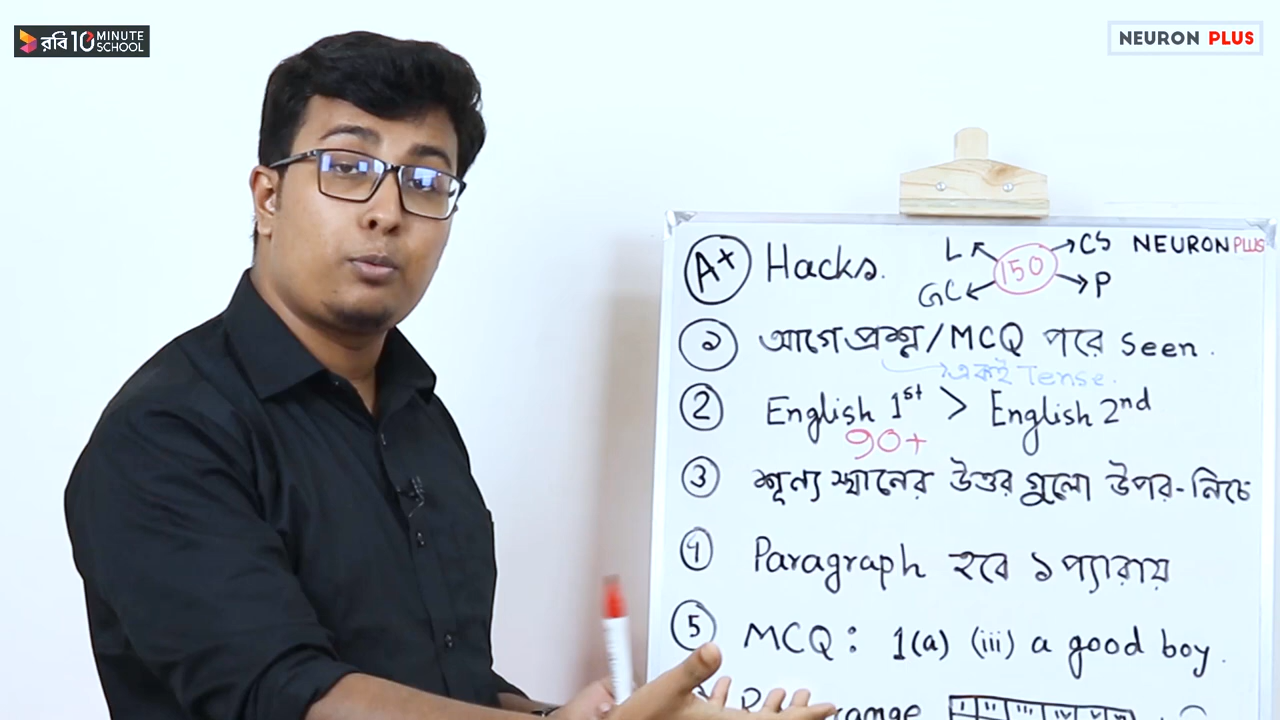 রবি 10 MINUTE SCHOOL
NEURON PLUS
A+ Hacks.
L CS
150
GC P
NEURON PLUS
১ আগে প্রশ্ন/MCQ পরে Seen.
একই Tense.
2 English 1st > English 2nd
90+
3 শূন্য স্থানের উত্তর গুলো উপর-নিচে
4 Paragraph হবে ১ প্যারায়
5 MCQ: 1(a) (iii) a good boy.